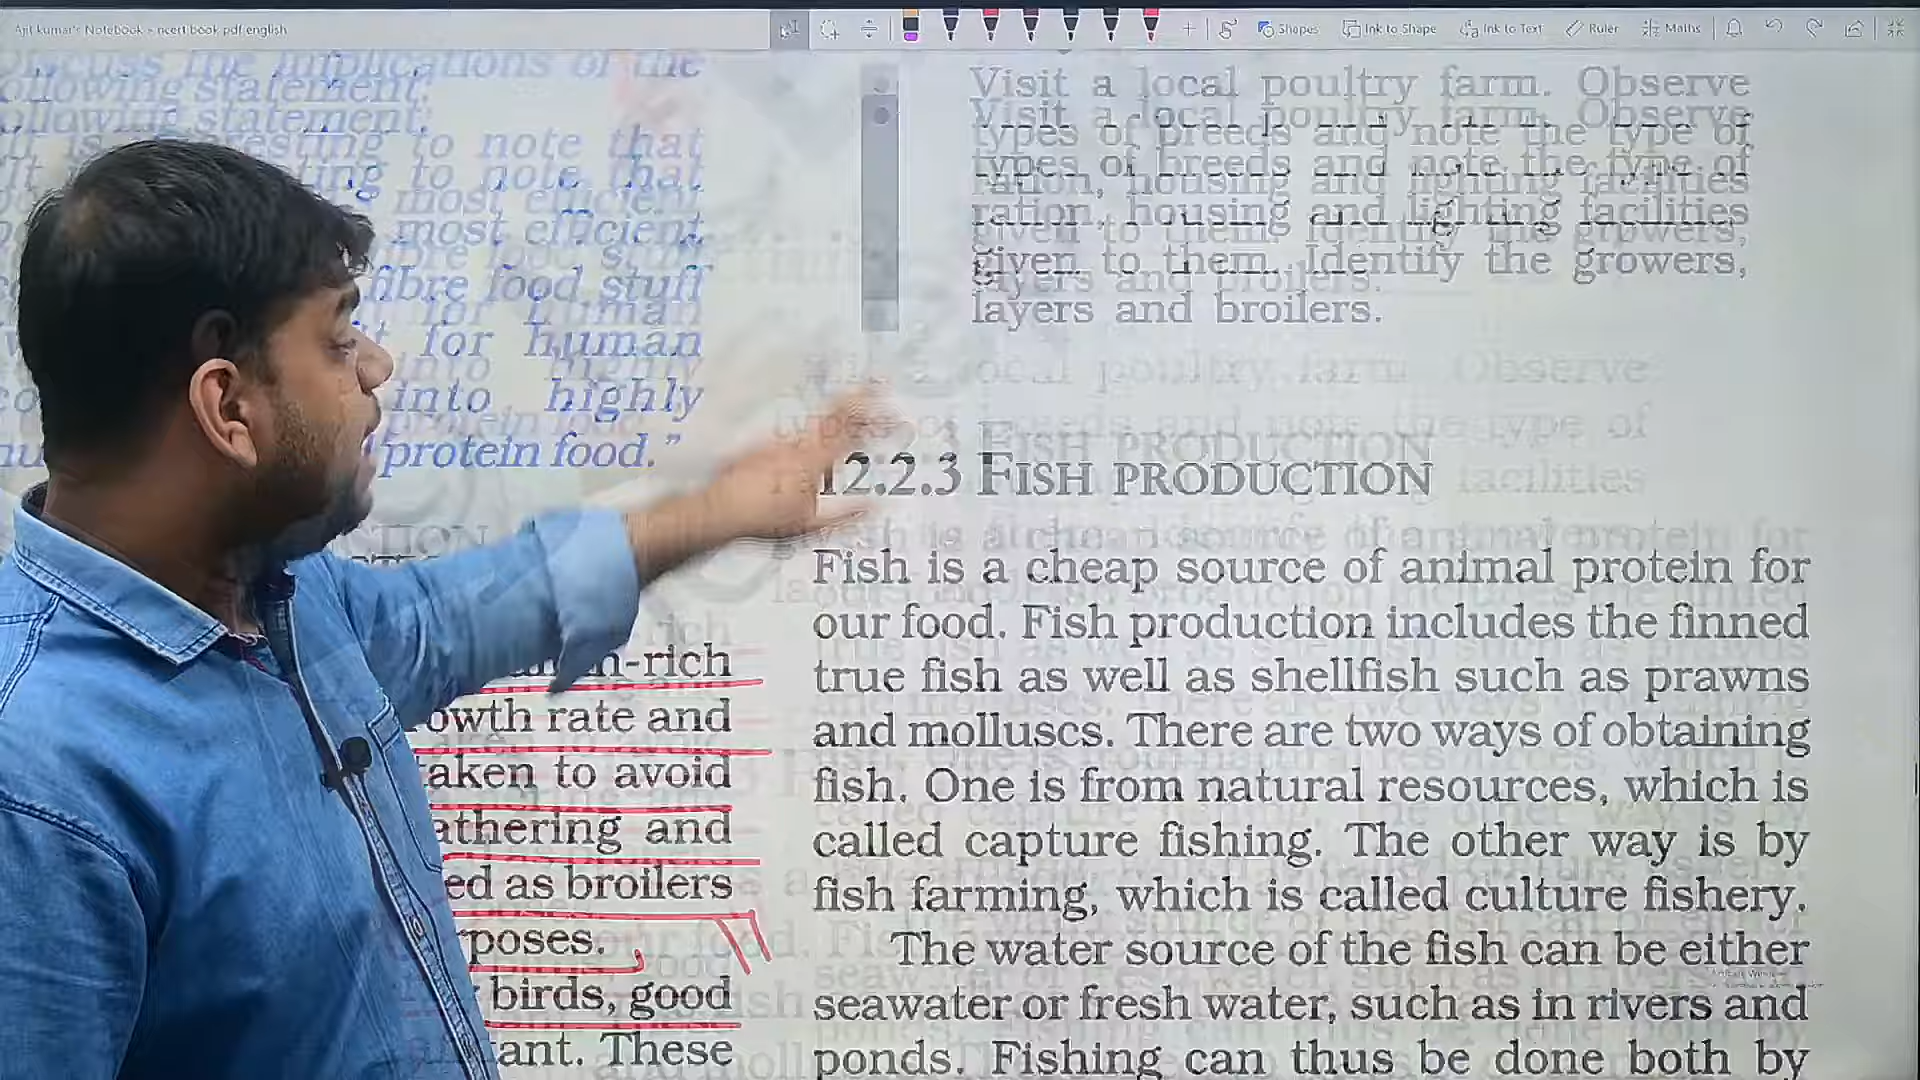 Ajit kumar's Notebook > ncert book pdf english
Shapes
Ink to Shape
Ink to Text
Ruler
Maths
discuss the implications of the
following statement.
to note that
most efficient
fibre food stuff
for human
into highly
protein food."
-rich
owth rate and
taken to avoid
athering and
ed as broilers
poses.
birds, good
tant. These
Visit a local poultry farm. Observe
types of breeds and note the type of
ration, housing and lighting facilities
given to them. Identify the growers,
layers and broilers.
12.2.3 FISH PRODUCTION
Fish is a cheap source of animal protein for
our food. Fish production includes the finned
true fish as well as shellfish such as prawns
and molluscs. There are two ways of obtaining
fish. One is from natural resources, which is
called capture fishing. The other way is by
fish farming, which is called culture fishery.
The water source of the fish can be either
seawater or fresh water, such as in rivers and
ponds. Fishing can thus be done both by